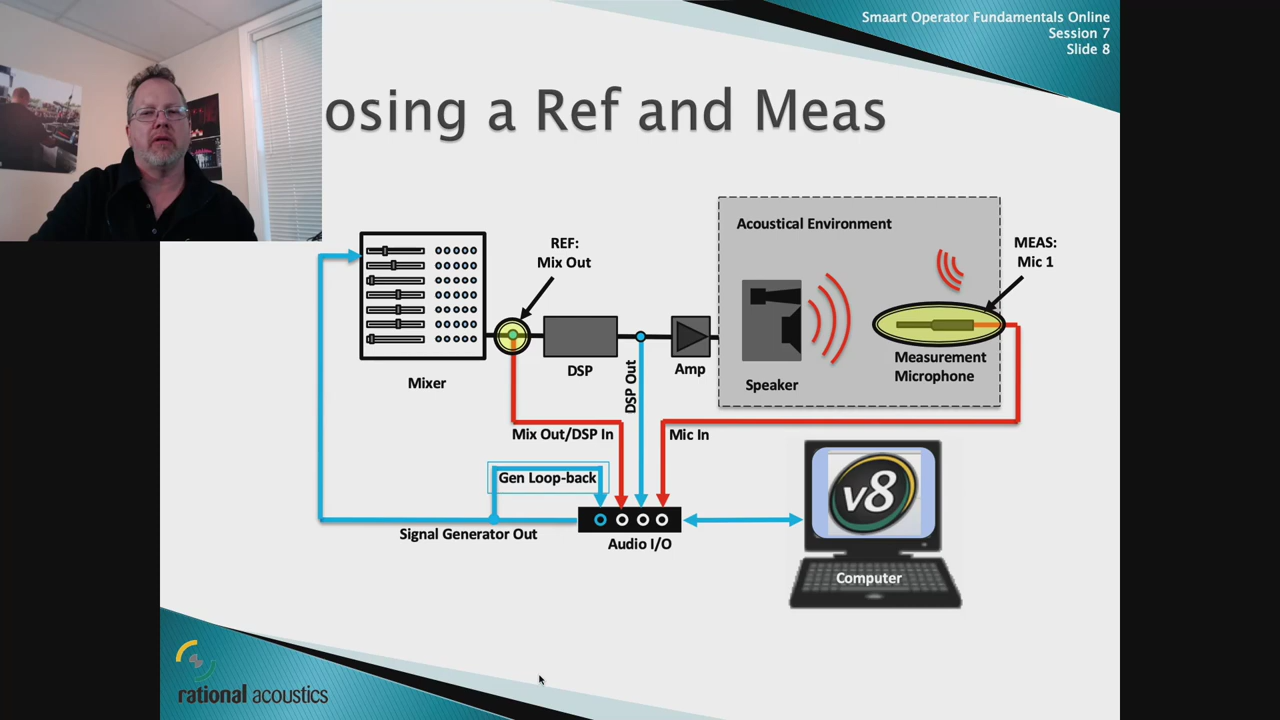 Smaart Operator Fundamentals Online
Session 7
Slide 8
osing a Ref and Meas
Acoustical Environment
REF:
Mix Out
MEAS:
Mic 1
Mixer
DSP
DSP Out
Amp
Speaker
Measurement
Microphone
Mix Out/DSP In
Mic In
Gen Loop-back
Signal Generator Out
Audio I/O
v8
Computer
rational acoustics